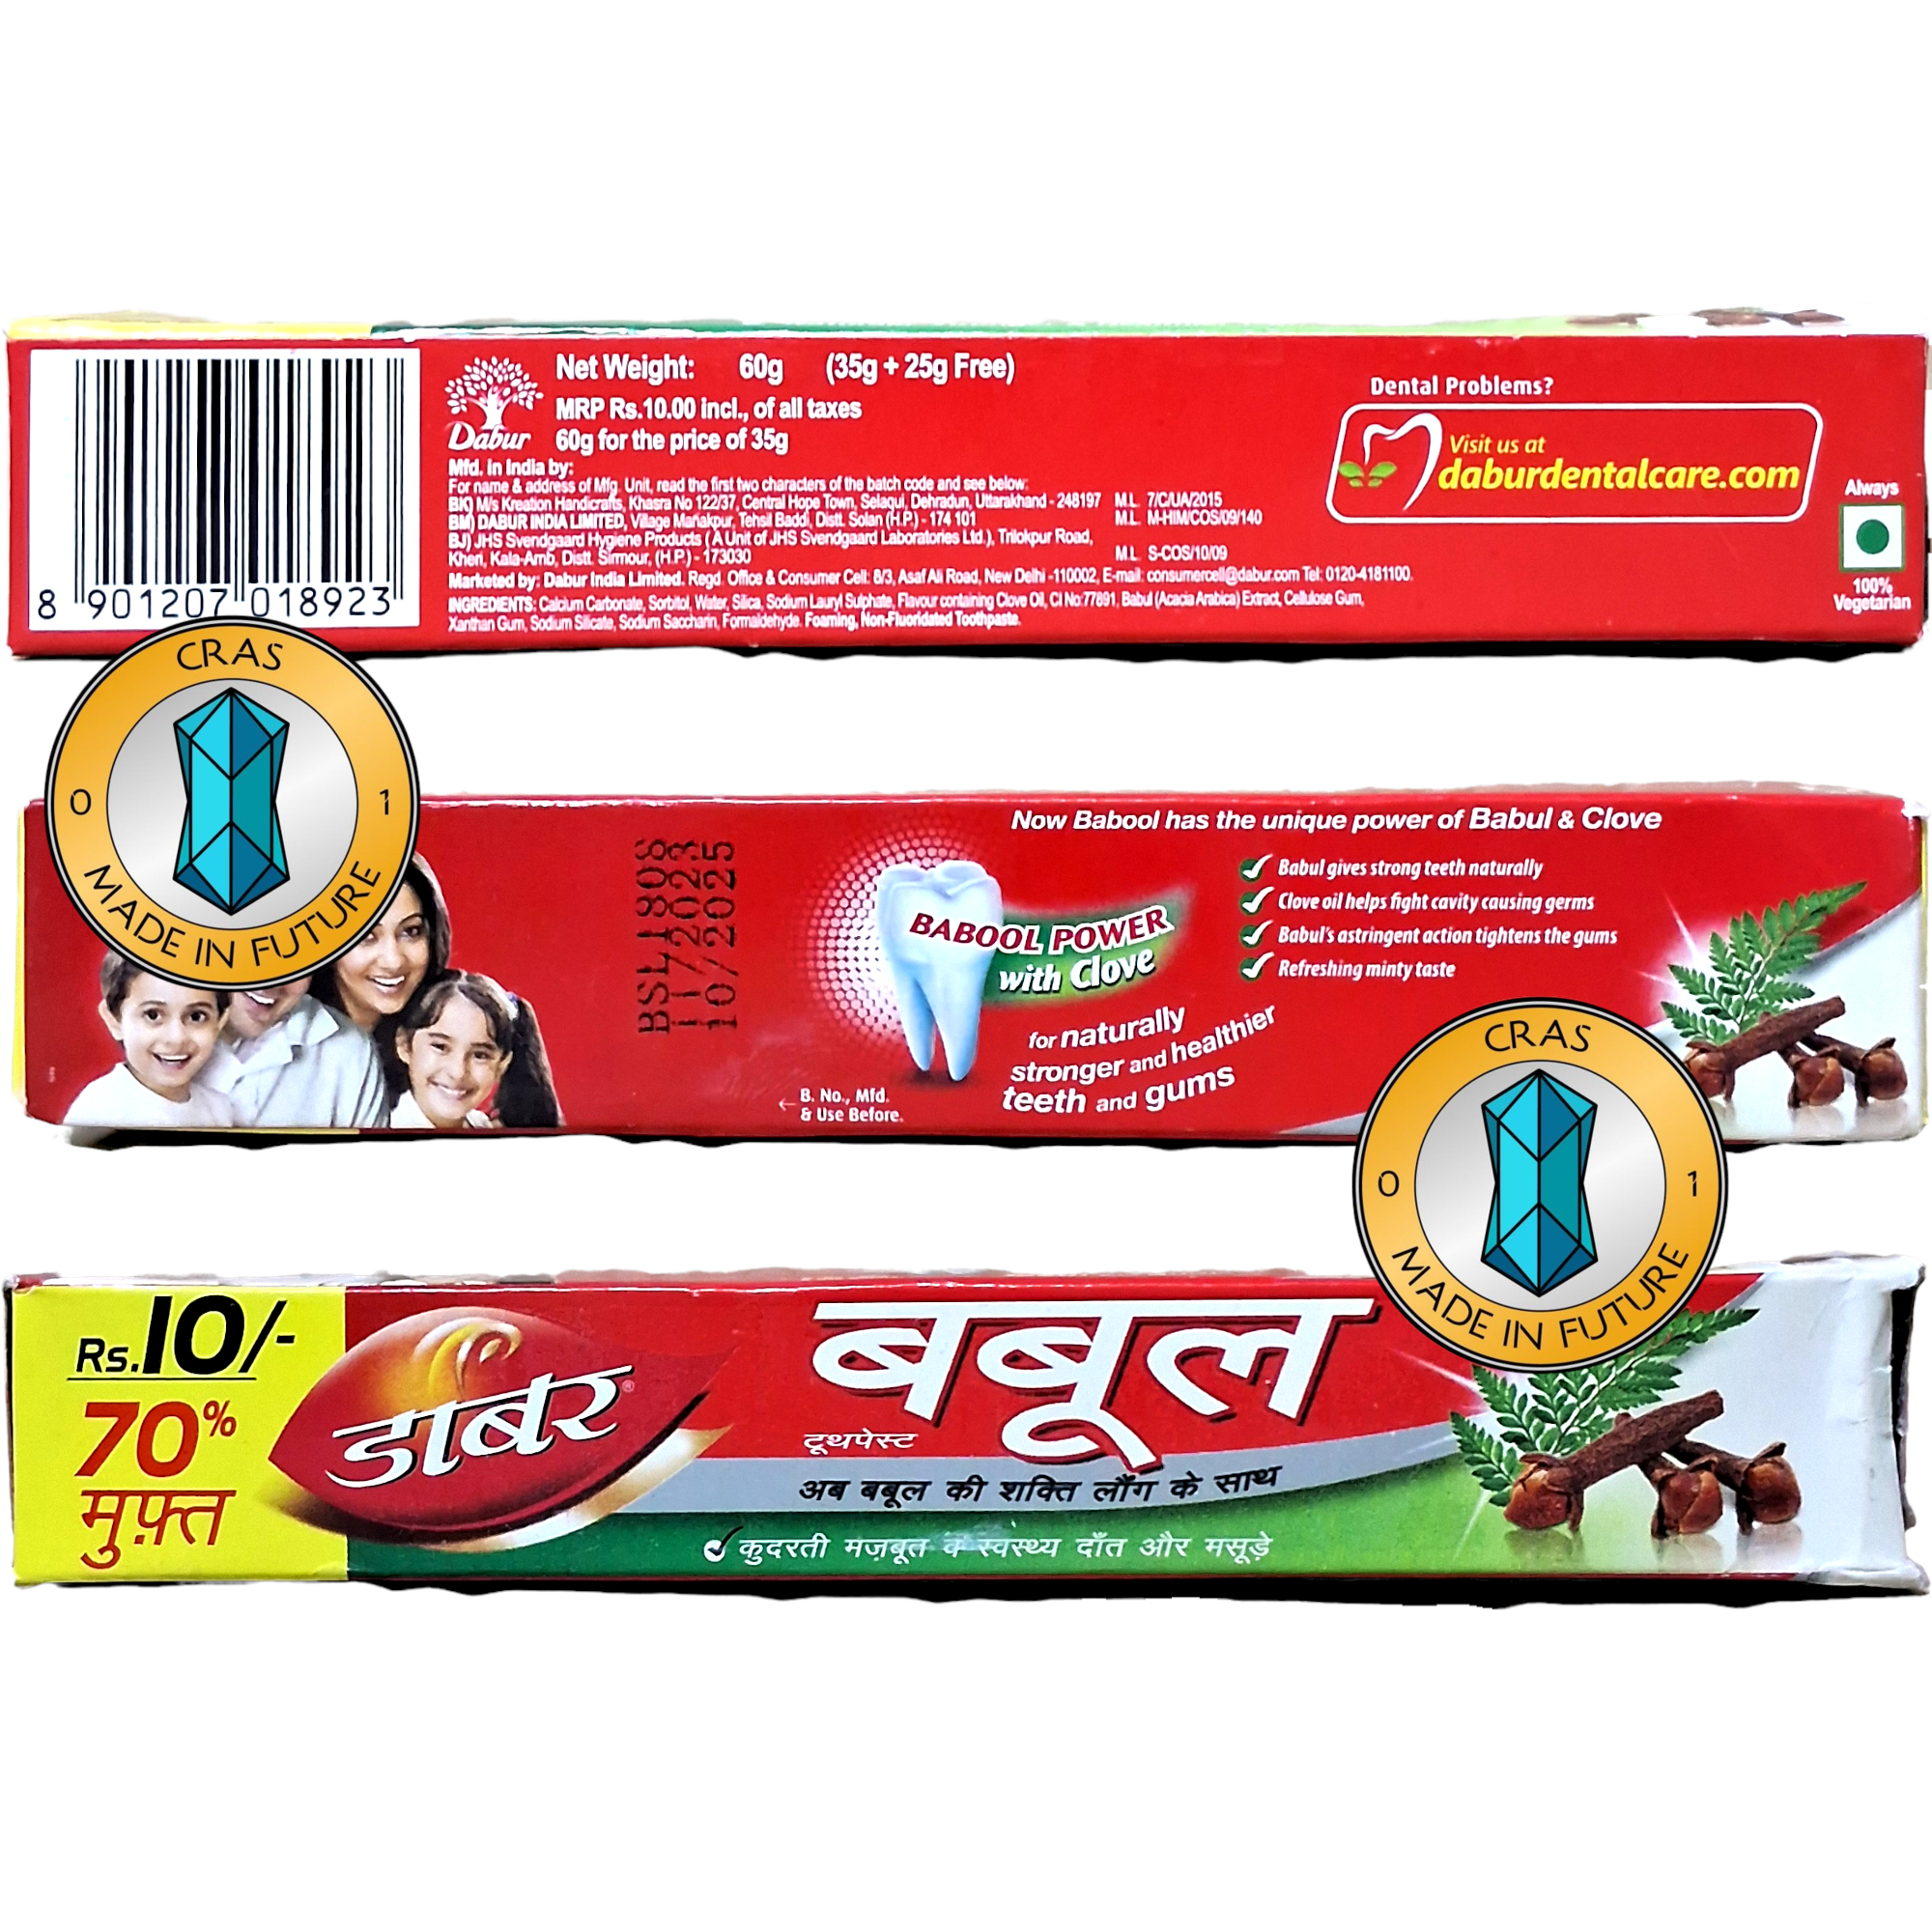 8 901207 018923
Dabur
Net Weight: 60g (35g + 25g Free)
MRP Rs.10.00 incl., of all taxes
60g for the price of 35g
Mfd. in India by:
For name & address of Mfg. Unit, read the first two characters of the batch code and see below:
BK) M/s Kreation Handicrafts, Khasra No 122/37, Central Hope Town, Selaqui, Dehradun, Uttarakhand - 248197 M.L. 7/C/UA/2015
BM) DABUR INDIA LIMITED, Village Manakpur, Tehsil Baddi, Distt. Solan (H.P.) - 174 101 M.L. M-HIM/COS/09/140
BJ) JHS Svendgaard Hygiene Products ( A Unit of JHS Svendgaard Laboratories Ltd.), Trilokpur Road,
Kheri, Kala-Amb, Distt. Sirmour, (H.P.) - 173030 M.L. S-COS/10/09
Marketed by: Dabur India Limited. Regd. Office & Consumer Cell: 8/3, Asaf Ali Road, New Delhi -110002, E-mail: consumercell@dabur.com Tel: 0120-4181100.
INGREDIENTS: Calcium Carbonate, Sorbitol, Water, Silica, Sodium Lauryl Sulphate, Flavour containing Clove Oil, CI No:77891, Babul (Acacia Arabica) Extract, Cellulose Gum,
Xanthan Gum, Sodium Silicate, Sodium Saccharin, Formaldehyde. Foaming, Non-Fluoridated Toothpaste.
Dental Problems?
Visit us at
daburdentalcare.com
Always
100%
Vegetarian
CRAS
0 1
MADE IN FUTURE
BSL1808
11/2023
10/2025
B. No., Mfd.
& Use Before.
BABOOL POWER
with Clove
for naturally
stronger and healthier
teeth and gums
Now Babool has the unique power of Babul & Clove
Babul gives strong teeth naturally
Clove oil helps fight cavity causing germs
Babul's astringent action tightens the gums
Refreshing minty taste
CRAS
0 1
MADE IN FUTURE
Rs.10/-
70%
मुफ़्त
डाबर®
बबूल
टूथपेस्ट
अब बबूल की शक्ति लौंग के साथ
कुदरती मज़बूत व स्वस्थ्य दाँत और मसूड़े